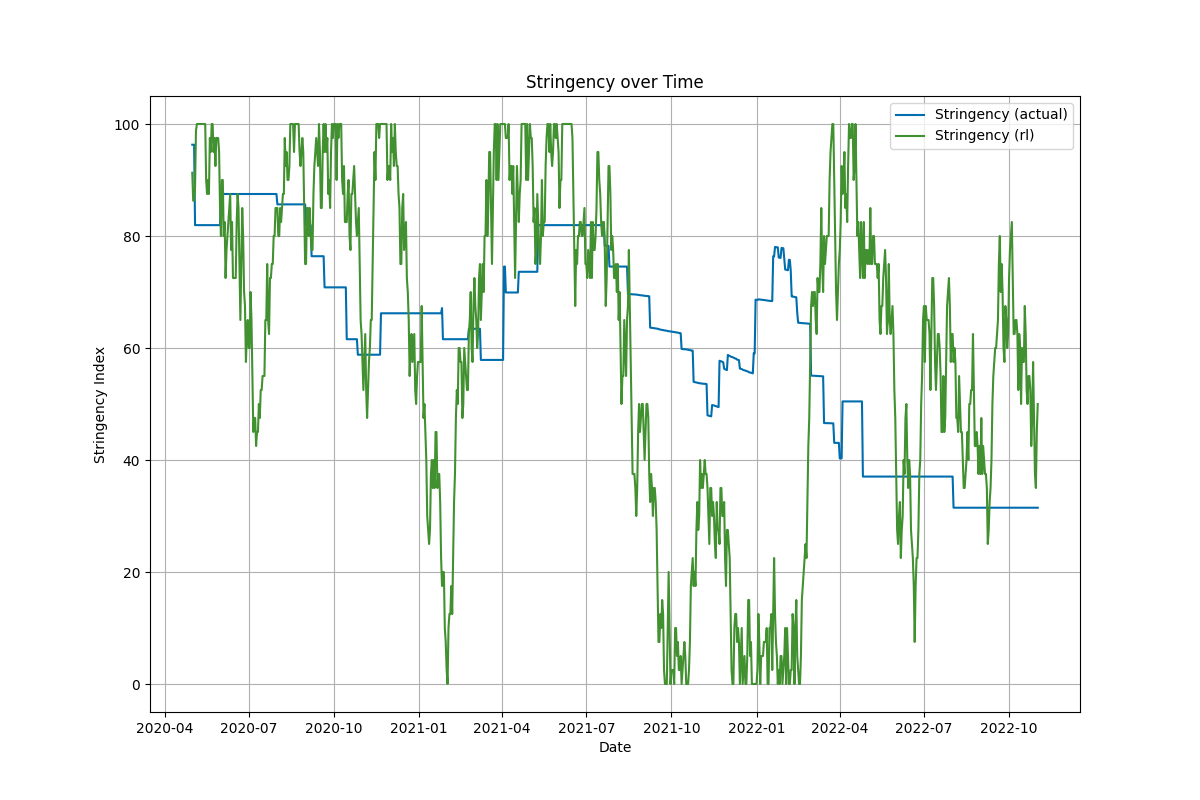 Stringency over Time
Stringency (actual)
Stringency (rl)
Stringency Index
100
80
60
40
20
0
2020-04 2020-07 2020-10 2021-01 2021-04 2021-07 2021-10 2022-01 2022-04 2022-07 2022-10
Date